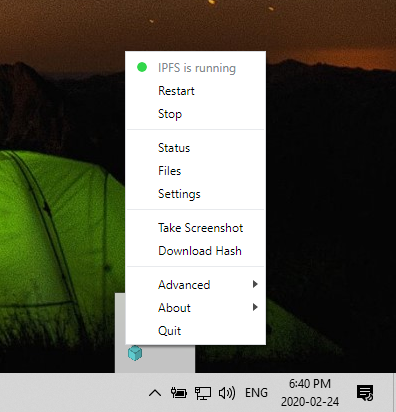 IPFS is running
Restart
Stop
Status
Files
Settings
Take Screenshot
Download Hash
Advanced
About
Quit
ENG
6:40 PM
2020-02-24